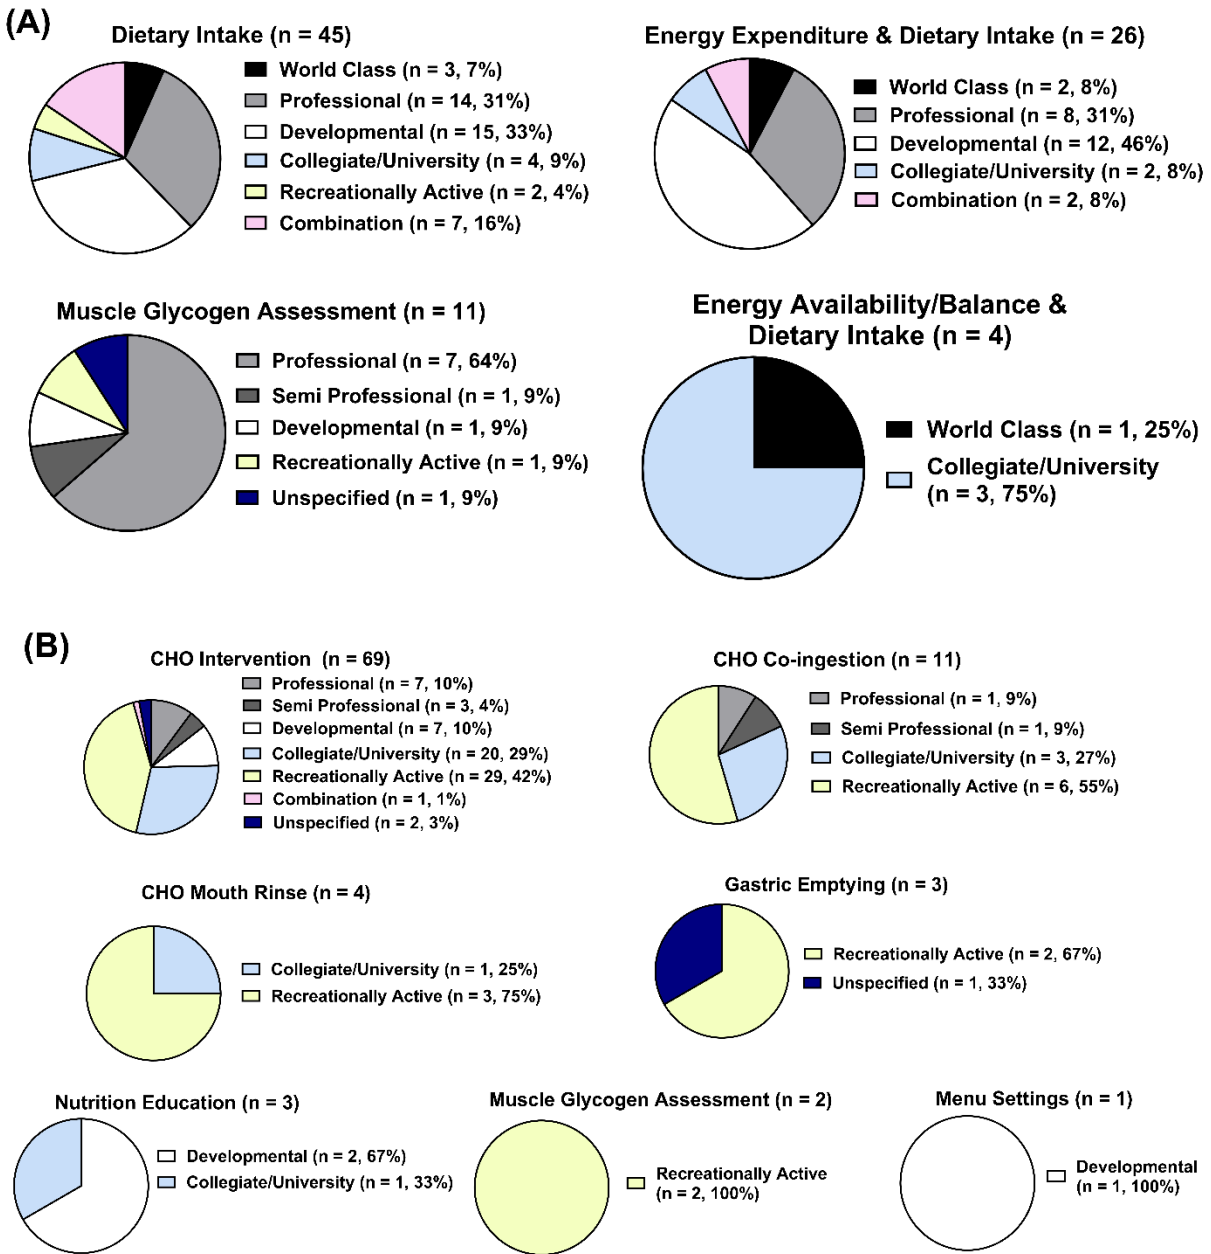 (A)
Dietary Intake (n = 45)
World Class (n = 3, 7%)
Professional (n = 14, 31%)
Developmental (n = 15, 33%)
Collegiate/University (n = 4, 9%)
Recreationally Active (n = 2, 4%)
Combination (n = 7, 16%)
Energy Expenditure & Dietary Intake (n = 26)
World Class (n = 2, 8%)
Professional (n = 8, 31%)
Developmental (n = 12, 46%)
Collegiate/University (n = 2, 8%)
Combination (n = 2, 8%)
Muscle Glycogen Assessment (n = 11)
Professional (n = 7, 64%)
Semi Professional (n = 1, 9%)
Developmental (n = 1, 9%)
Recreationally Active (n = 1, 9%)
Unspecified (n = 1, 9%)
Energy Availability/Balance &
Dietary Intake (n = 4)
World Class (n = 1, 25%)
Collegiate/University
(n = 3, 75%)
(B)
CHO Intervention (n = 69)
Professional (n = 7, 10%)
Semi Professional (n = 3, 4%)
Developmental (n = 7, 10%)
Collegiate/University (n = 20, 29%)
Recreationally Active (n = 29, 42%)
Combination (n = 1, 1%)
Unspecified (n = 2, 3%)
CHO Co-ingestion (n = 11)
Professional (n = 1, 9%)
Semi Professional (n = 1, 9%)
Collegiate/University (n = 3, 27%)
Recreationally Active (n = 6, 55%)
CHO Mouth Rinse (n = 4)
Collegiate/University (n = 1, 25%)
Recreationally Active (n = 3, 75%)
Gastric Emptying (n = 3)
Recreationally Active (n = 2, 67%)
Unspecified (n = 1, 33%)
Nutrition Education (n = 3)
Developmental (n = 2, 67%)
Collegiate/University (n = 1, 33%)
Muscle Glycogen Assessment (n = 2)
Recreationally Active
(n = 2, 100%)
Menu Settings (n = 1)
Developmental
(n = 1, 100%)